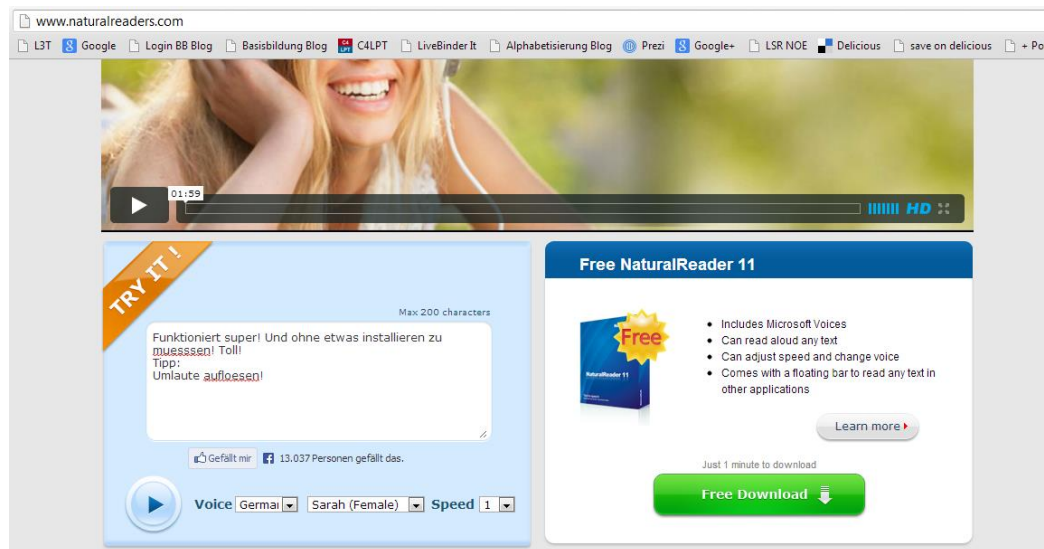 www.naturalreaders.com
L3T Google Login BB Blog Basisbildung Blog C4LPT LiveBinder It Alphabetisierung Blog Prezi Google+ LSR NOE Delicious save on delicious + Po
01:59
HD
TRY IT !
Max 200 characters
Funktioniert super! Und ohne etwas installieren zu
muesssen! Toll!
Tipp:
Umlaute aufloesen!
Gefällt mir 13.037 Personen gefällt das.
Voice Germai Sarah (Female) Speed 1
Free NaturalReader 11
Free
NaturalReader 11
Includes Microsoft Voices
Can read aloud any text
Can adjust speed and change voice
Comes with a floating bar to read any text in
other applications
Learn more
Just 1 minute to download
Free Download